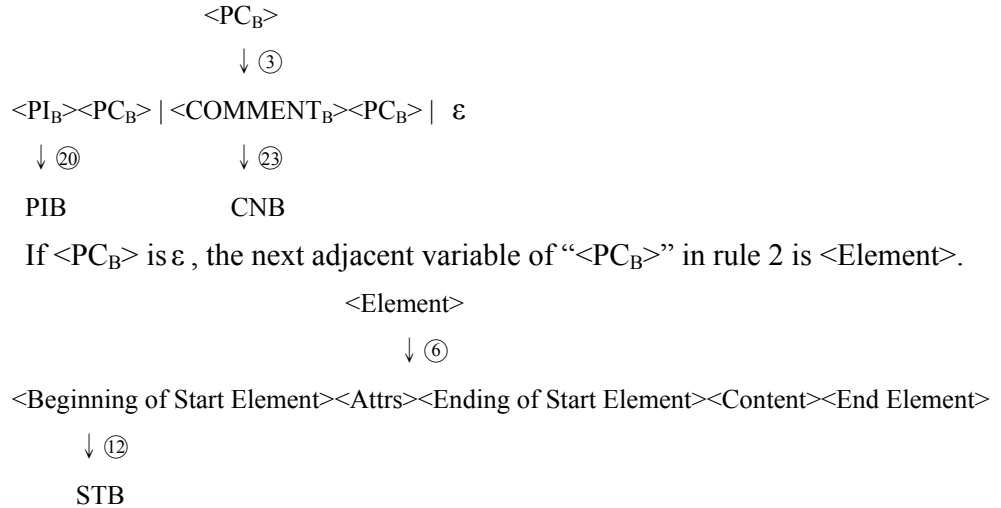 <PC_B>
↓ ③
<PI_B><PC_B> | <COMMENT_B><PC_B> | ε
↓ ⑳ ↓ ㉓
PIB CNB
If <PC_B> is ε , the next adjacent variable of “<PC_B>” in rule 2 is <Element>.
<Element>
↓ ⑥
<Beginning of Start Element><Attrs><Ending of Start Element><Content><End Element>
↓ ⑫
STB